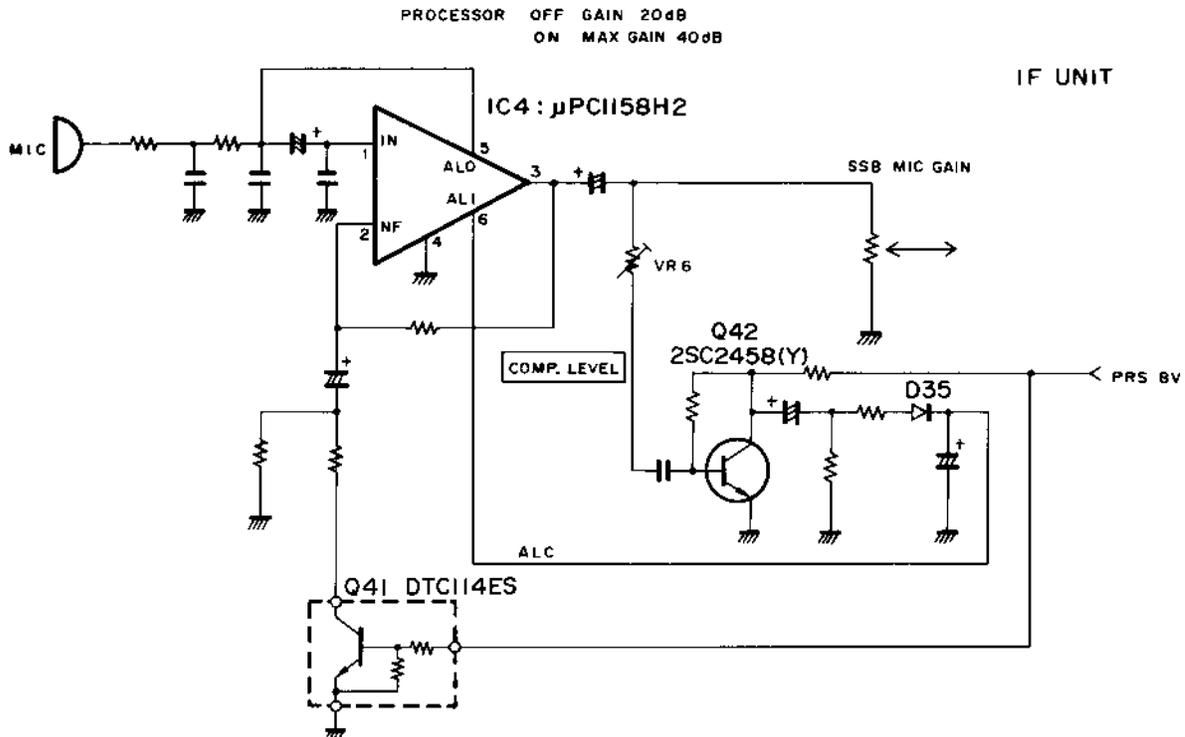 PROCESSOR OFF GAIN 20dB
ON MAX GAIN 40dB
IF UNIT
IC4 : μPC1158H2
MIC
IN
1
5
ALO
3
SSB MIC GAIN
ALI
6
NF
2
4
+
+
VR6
Q42
2SC2458(Y)
COMP. LEVEL
+
PRS 8V
D35
+
+
ALC
Q41 DTC114ES